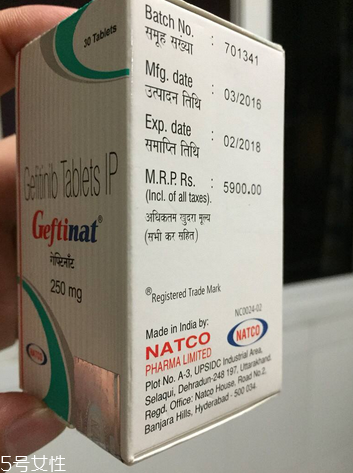 30 Tablets
Gefitinib Tablets IP
Geftinat®
गेफ्टिनॅट
250 mg
NATCO
Batch No. : 701341
समूह सख्या
Mfg. date : 03/2016
उत्पादन तिथि
Exp. date : 02/2018
समाप्ति तिथि
M.R.P. Rs. : 5900.00
(Incl. of all taxes).
अधिकतम खुदरा मूल्य
(सभी कर सहित)
®Registered Trade Mark
NC0024-02
Made in India by:
NATCO
PHARMA LIMITED
NATCO
Plot No. A-3, UPSIDC Industrial Area,
Selaqui, Dehradun-248 197, Uttarakhand.
Regd. Office: Natco House, Road No.2,
Banjara Hills, Hyderabad - 500 034.
5号女性